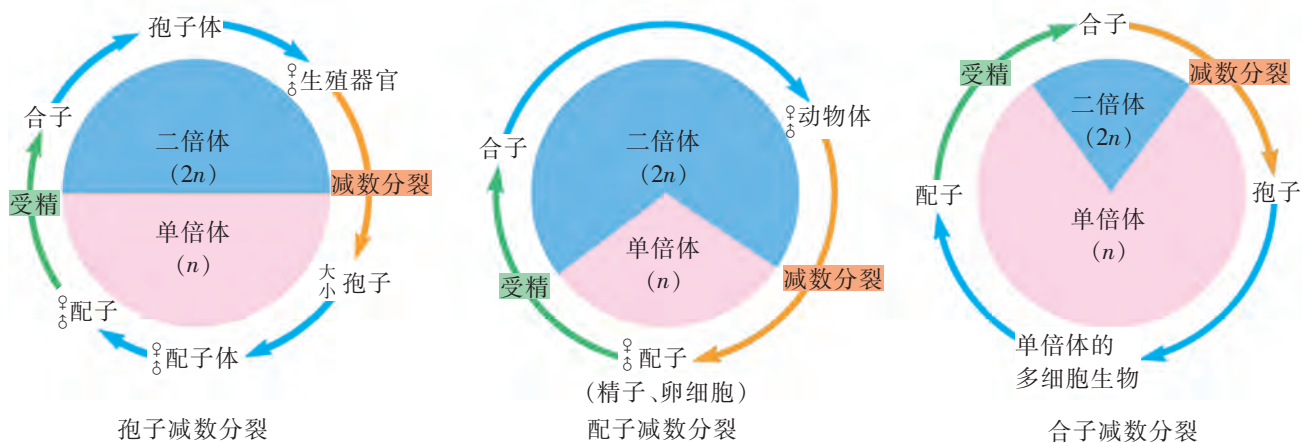 孢子体
♀♂生殖器官
合子
二倍体
(2n)
减数分裂
受精
单倍体
(n)
大小孢子
♀♂配子
♀♂配子体
孢子减数分裂
♀♂动物体
合子
二倍体
(2n)
单倍体
(n)
受精
减数分裂
♀♂配子
(精子、卵细胞)
配子减数分裂
合子
受精
减数分裂
二倍体
(2n)
配子
孢子
单倍体
(n)
单倍体的
多细胞生物
合子减数分裂